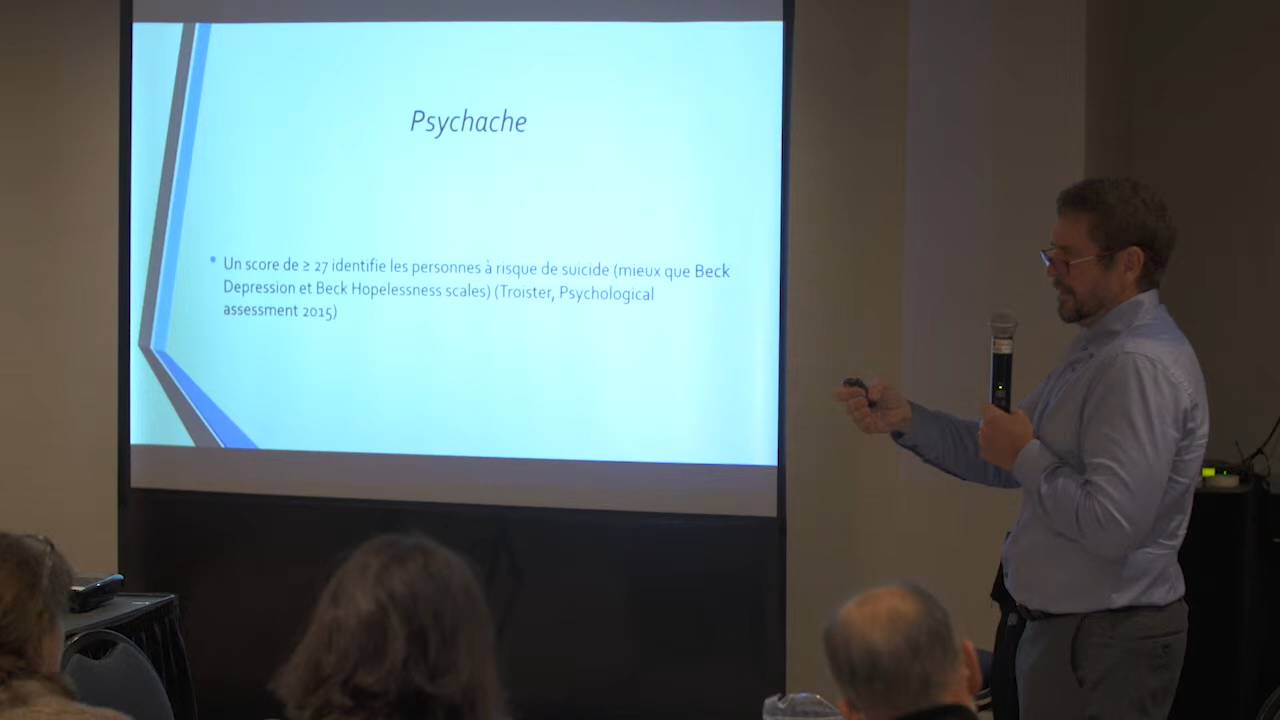 Psychache
• Un score de ≥ 27 identifie les personnes à risque de suicide (mieux que Beck
Depression et Beck Hopelessness scales) (Troister, Psychological
assessment 2015)